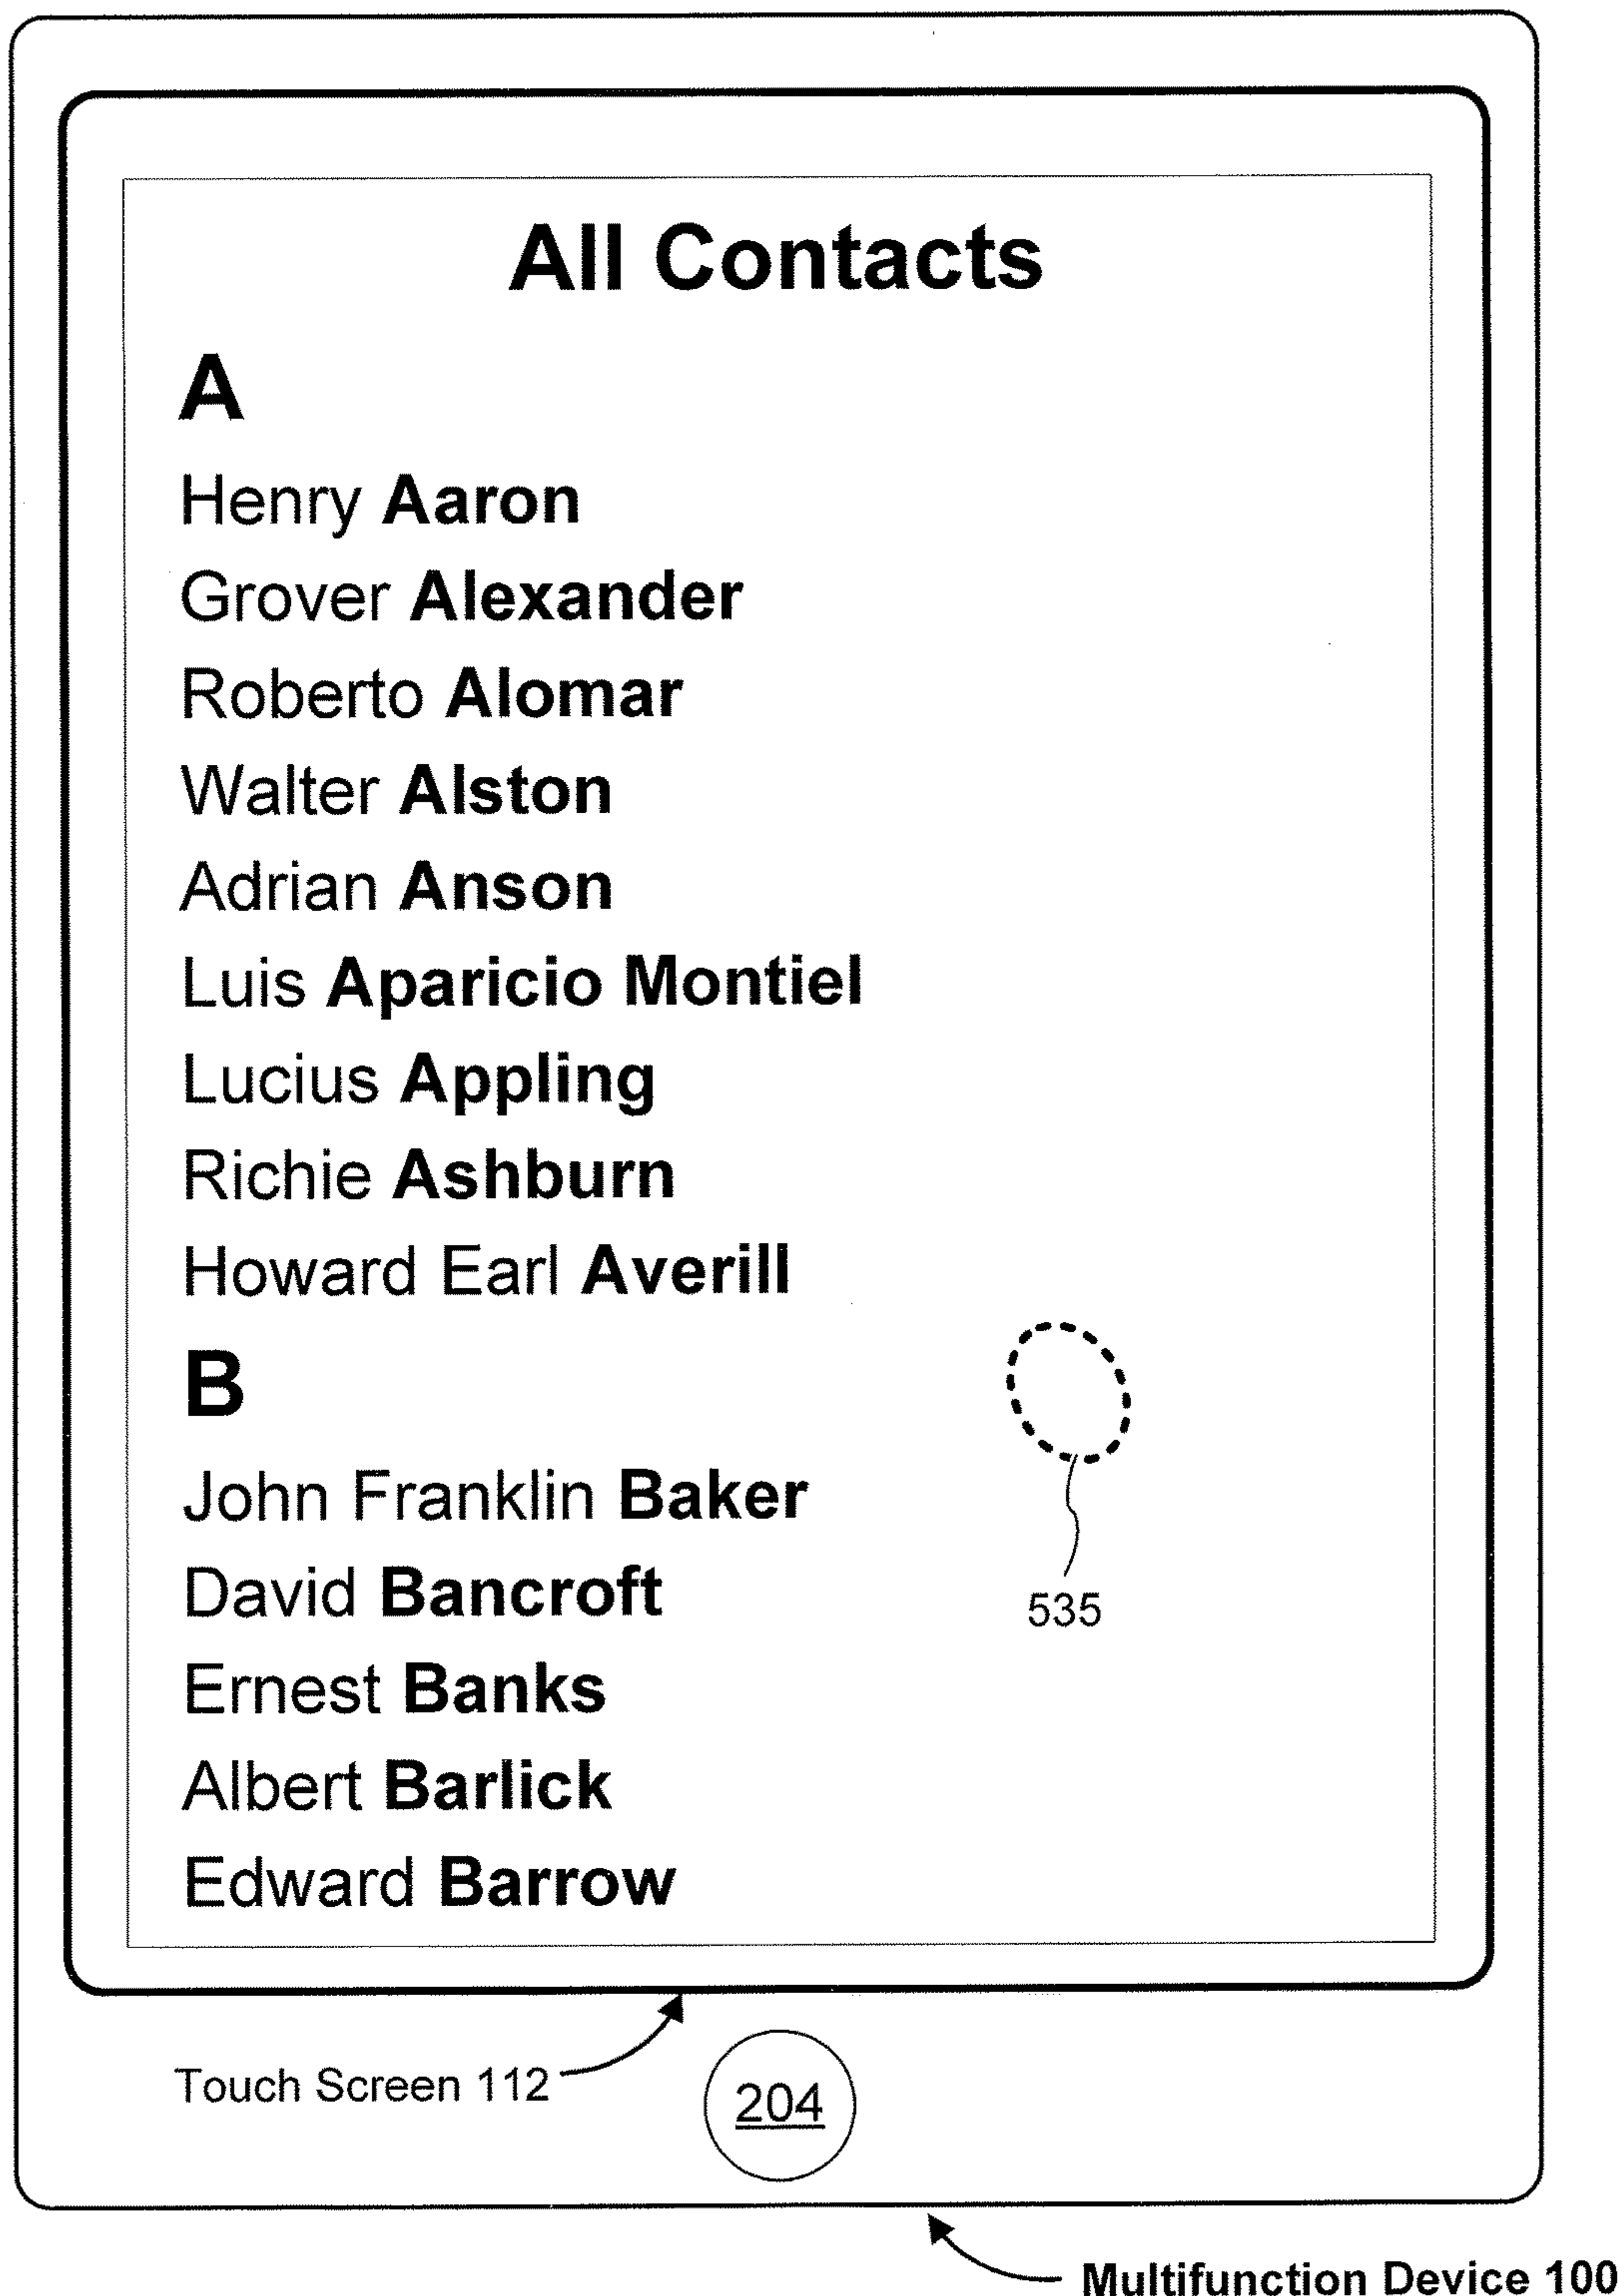 All Contacts
A
Henry Aaron
Grover Alexander
Roberto Alomar
Walter Alston
Adrian Anson
Luis Aparicio Montiel
Lucius Appling
Richie Ashburn
Howard Earl Averill
B
John Franklin Baker
David Bancroft
535
Ernest Banks
Albert Barlick
Edward Barrow
Touch Screen 112
204
Multifunction Device 100